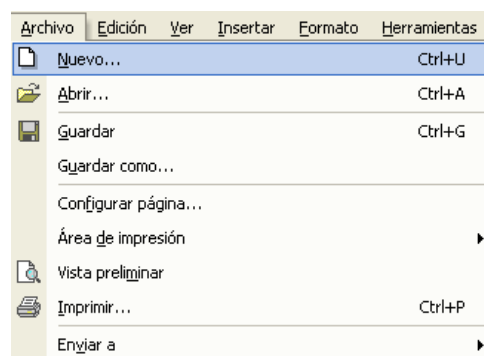 Archivo Edición Ver Insertar Formato Herramientas
Nuevo... Ctrl+U
Abrir... Ctrl+A
Guardar Ctrl+G
Guardar como...
Configurar página...
Área de impresión
Vista preliminar
Imprimir... Ctrl+P
Enviar a